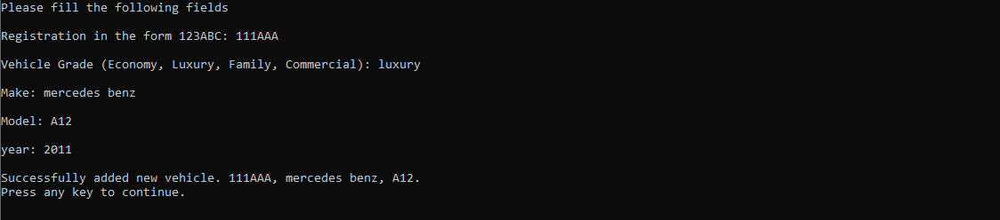 Please fill the following fields
Registration in the form 123ABC: 111AAA
Vehicle Grade (Economy, Luxury, Family, Commercial): luxury
Make: mercedes benz
Model: A12
year: 2011
Successfully added new vehicle. 111AAA, mercedes benz, A12.
Press any key to continue.